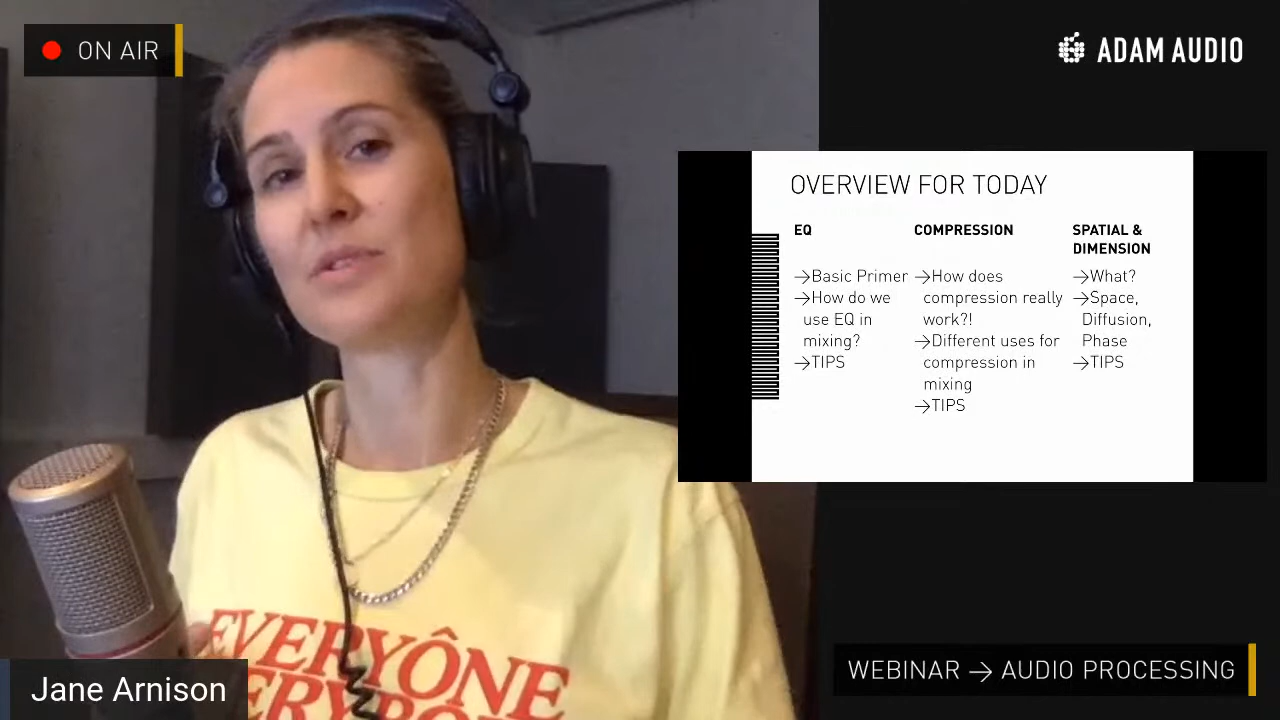 ON AIR
ADAM AUDIO
OVERVIEW FOR TODAY
EQ
→Basic Primer
→How do we
use EQ in
mixing?
→TIPS
COMPRESSION
→How does
compression really
work?!
→Different uses for
compression in
mixing
→TIPS
SPATIAL &
DIMENSION
→What?
→Space,
Diffusion,
Phase
→TIPS
EVERYÔNE
Jane Arnison
WEBINAR → AUDIO PROCESSING